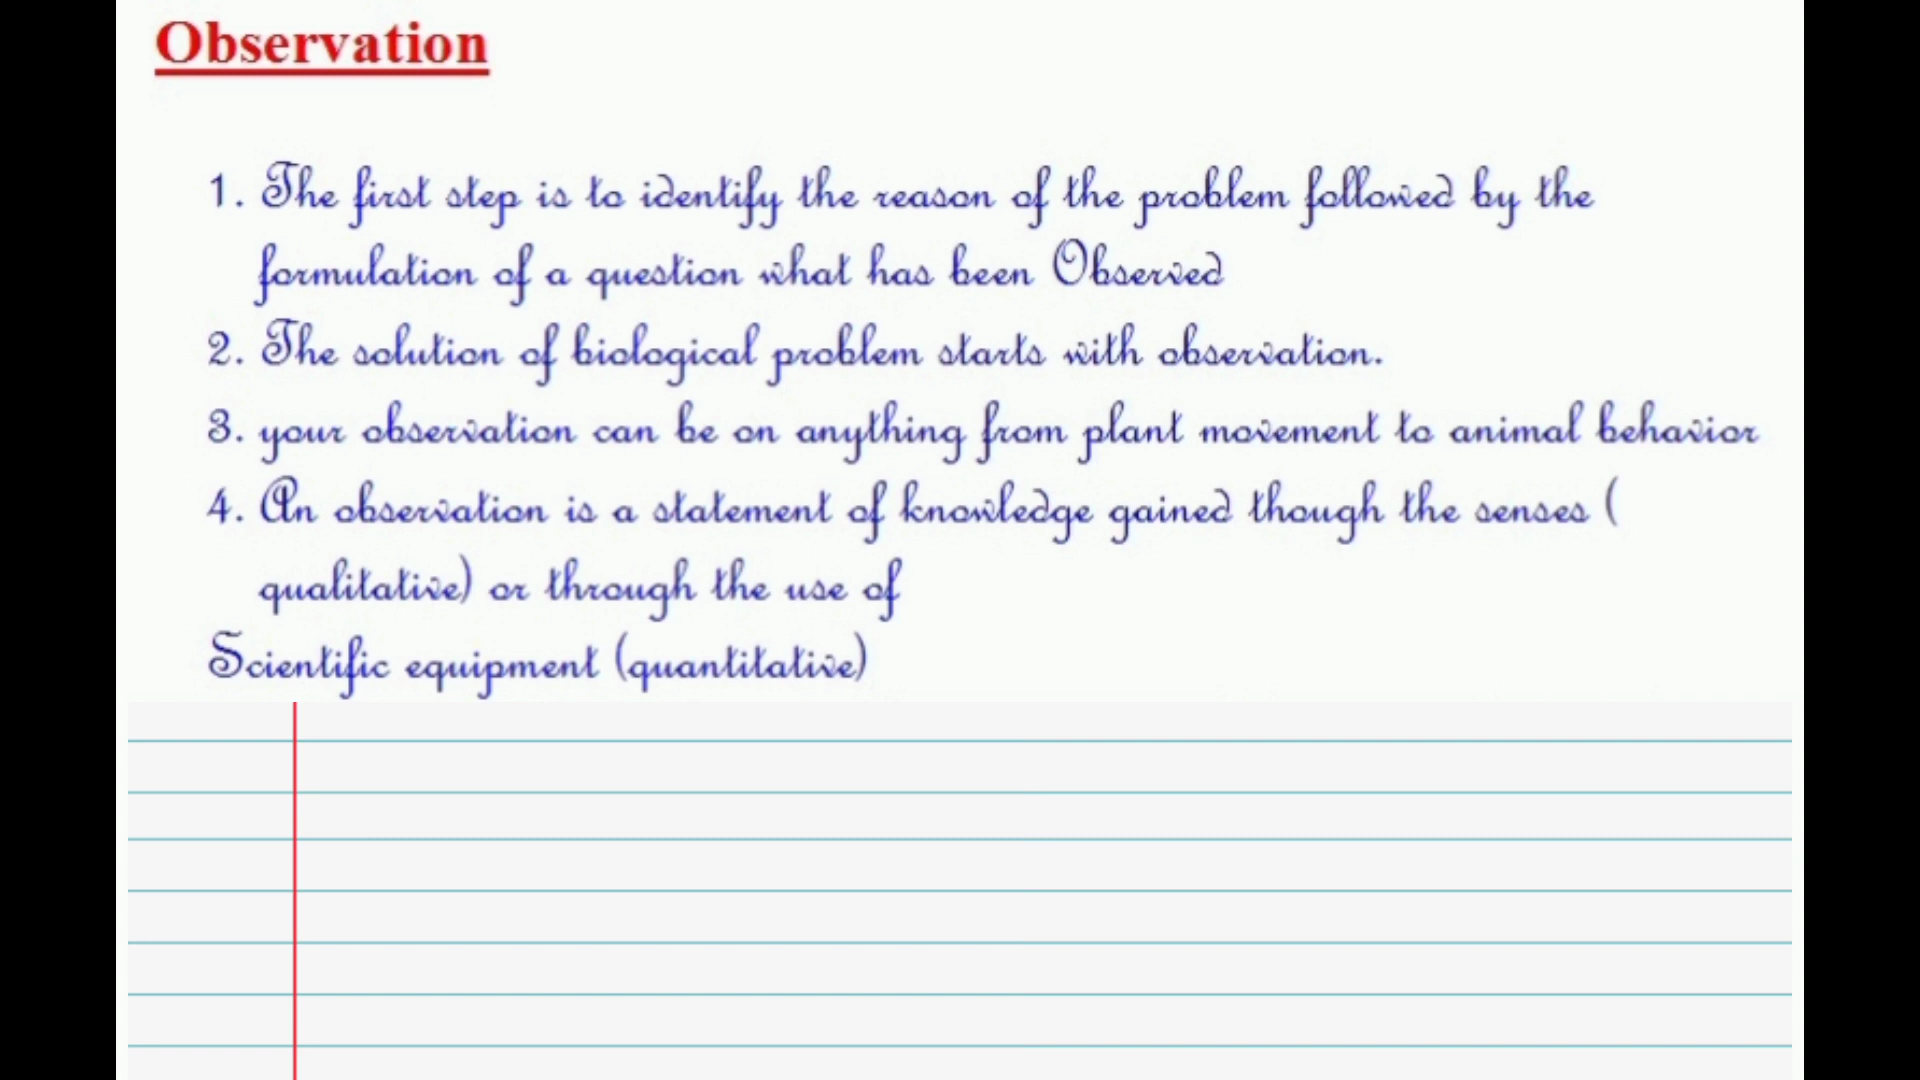 Observation
1. The first step is to identify the reason of the problem followed by the
formulation of a question what has been Observed
2. The solution of biological problem starts with observation.
3. your observation can be on anything from plant movement to animal behavior
4. An observation is a statement of knowledge gained though the senses (
qualitative) or through the use of
Scientific equipment (quantitative)